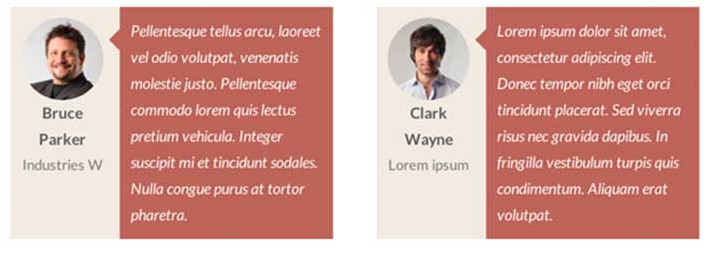 Bruce
Parker
Industries W
Pellentesque tellus arcu, laoreet
vel odio volutpat, venenatis
molestie justo. Pellentesque
commodo lorem quis lectus
pretium vehicula. Integer
suscipit mi et tincidunt sodales.
Nulla congue purus at tortor
pharetra.
Clark
Wayne
Lorem ipsum
Lorem ipsum dolor sit amet,
consectetur adipiscing elit.
Donec tempor nibh eget orci
tincidunt placerat. Sed viverra
risus nec gravida dapibus. In
fringilla vestibulum turpis quis
condimentum. Aliquam erat
volutpat.